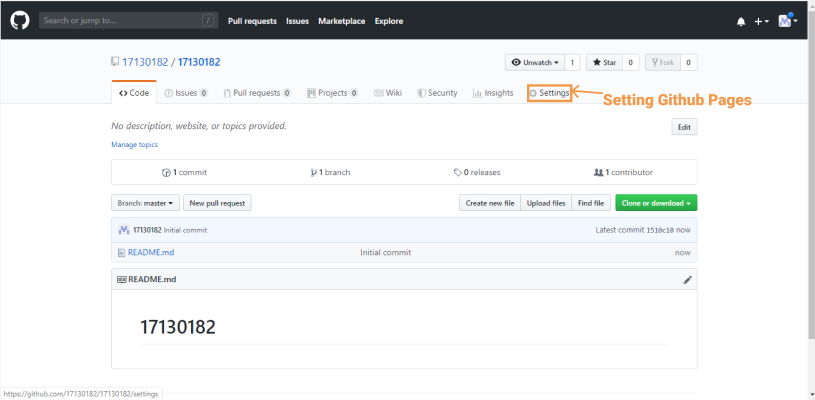 Search or jump to... /
Pull requests Issues Marketplace Explore
17130182 / 17130182
Unwatch 1 Star 0 Fork 0
Code Issues 0 Pull requests 0 Projects 0 Wiki Security Insights Settings
Setting Github Pages
No description, website, or topics provided.
Edit
Manage topics
1 commit 1 branch 0 releases 1 contributor
Branch: master New pull request Create new file Upload files Find file Clone or download
17130182 Initial commit Latest commit 1510c10 now
README.md Initial commit now
README.md
17130182
https://github.com/17130182/17130182/settings